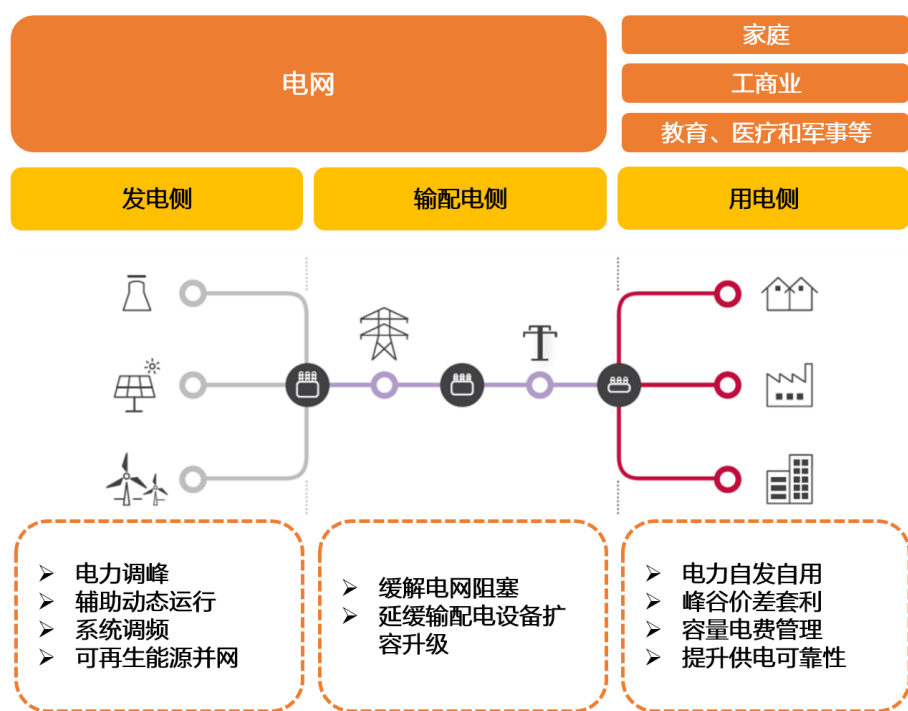 电网
家庭
工商业
教育、医疗和军事等
发电侧
输配电侧
用电侧
➢ 电力调峰
➢ 辅助动态运行
➢ 系统调频
➢ 可再生能源并网
➢ 缓解电网阻塞
➢ 延缓输配电设备扩
容升级
➢ 电力自发自用
➢ 峰谷价差套利
➢ 容量电费管理
➢ 提升供电可靠性